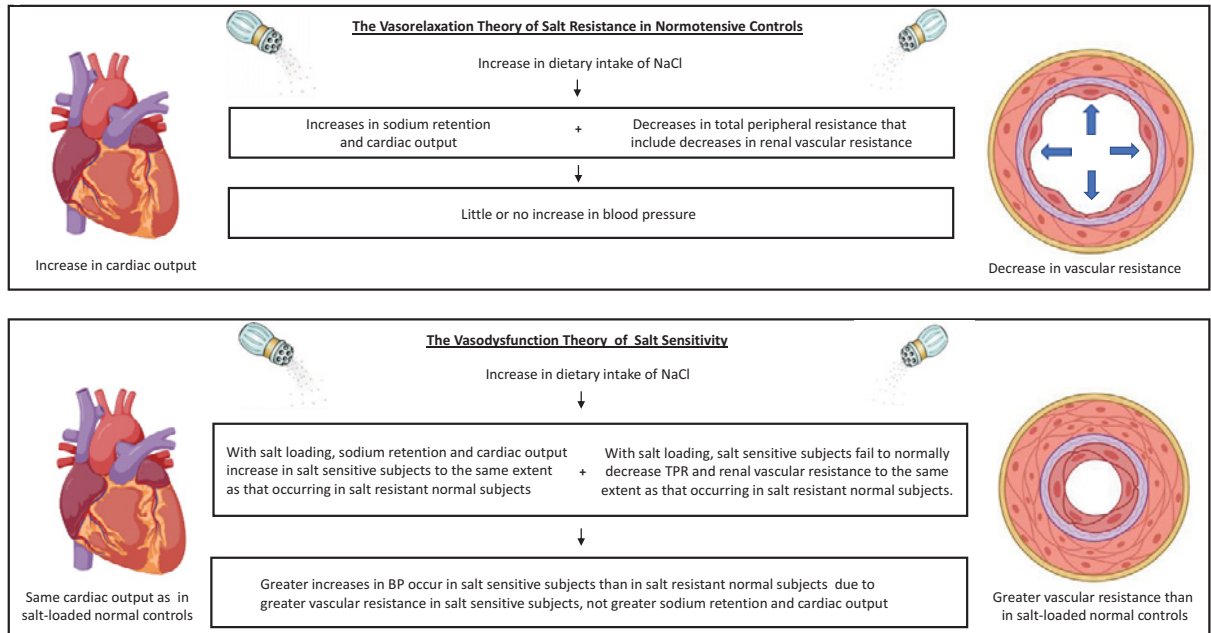 The Vasorelaxation Theory of Salt Resistance in Normotensive Controls
Increase in dietary intake of NaCl
Increases in sodium retention
and cardiac output
+
Decreases in total peripheral resistance that
include decreases in renal vascular resistance
Little or no increase in blood pressure
Increase in cardiac output
Decrease in vascular resistance
The Vasodysfunction Theory of Salt Sensitivity
Increase in dietary intake of NaCl
With salt loading, sodium retention and cardiac output
increase in salt sensitive subjects to the same extent
as that occurring in salt resistant normal subjects
+
With salt loading, salt sensitive subjects fail to normally
decrease TPR and renal vascular resistance to the same
extent as that occurring in salt resistant normal subjects.
Greater increases in BP occur in salt sensitive subjects than in salt resistant normal subjects due to
greater vascular resistance in salt sensitive subjects, not greater sodium retention and cardiac output
Same cardiac output as in
salt-loaded normal controls
Greater vascular resistance than
in salt-loaded normal controls